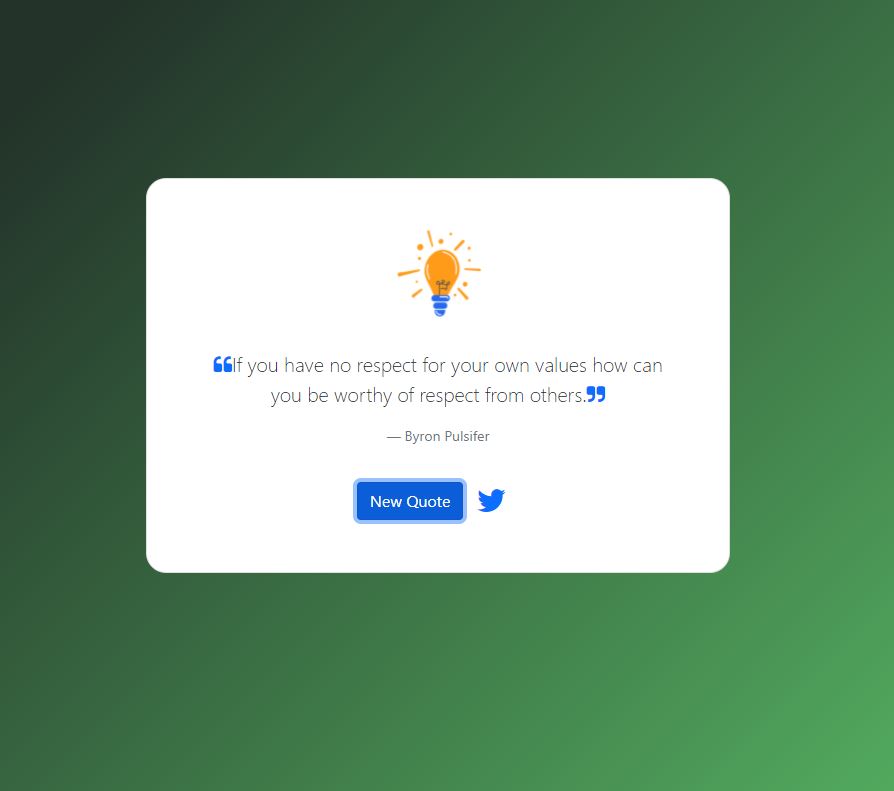 ❝If you have no respect for your own values how can
you be worthy of respect from others.❞
— Byron Pulsifer
New Quote